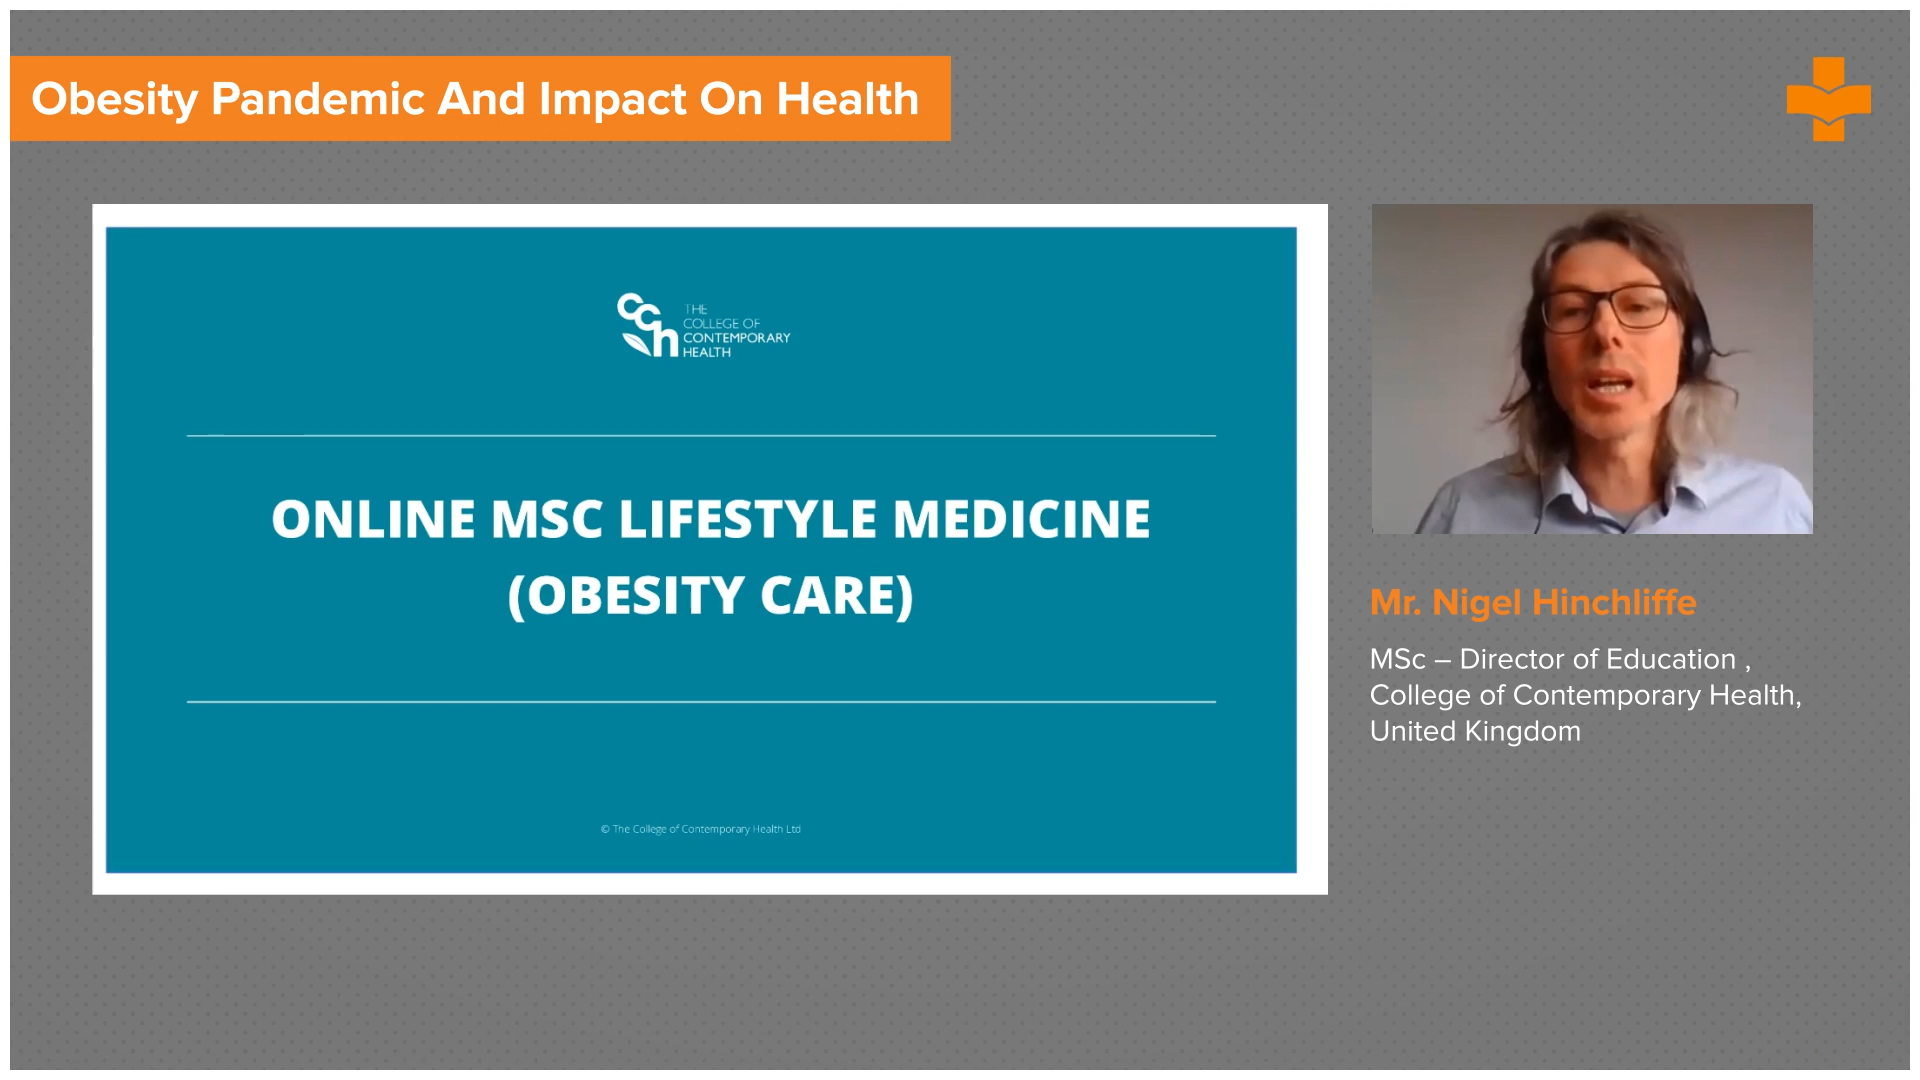 Obesity Pandemic And Impact On Health
cch
THE
COLLEGE OF
CONTEMPORARY
HEALTH
ONLINE MSC LIFESTYLE MEDICINE
(OBESITY CARE)
© The College of Contemporary Health Ltd
Mr. Nigel Hinchliffe
MSc – Director of Education ,
College of Contemporary Health,
United Kingdom